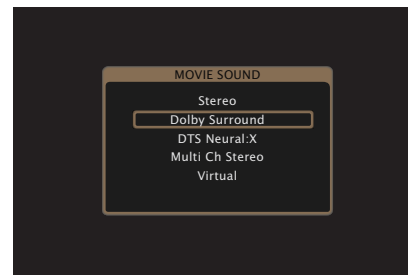 MOVIE SOUND
Stereo
Dolby Surround
DTS Neural:X
Multi Ch Stereo
Virtual